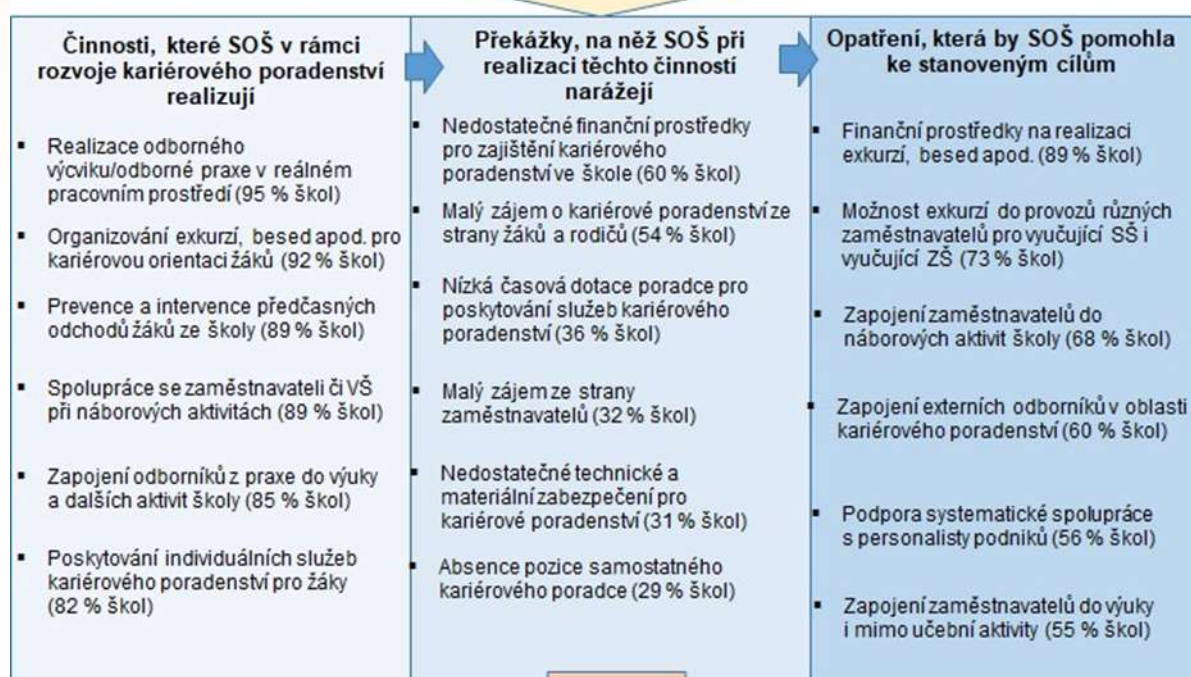 Činnosti, které SOŠ v rámci
rozvoje kariérového poradenství
realizují
▪ Realizace odborného
výcviku/odborné praxe v reálném
pracovním prostředí (95 % škol)
▪ Organizování exkurzí, besed apod. pro
kariérovou orientaci žáků (92 % škol)
▪ Prevence a intervence předčasných
odchodů žáků ze školy (89 % škol)
▪ Spolupráce se zaměstnavateli či VŠ
při náborových aktivitách (89 % škol)
▪ Zapojení odborníků z praxe do výuky
a dalších aktivit školy (85 % škol)
▪ Poskytování individuálních služeb
kariérového poradenství pro žáky
(82 % škol)
Překážky, na něž SOŠ při
realizaci těchto činností
narážejí
▪ Nedostatečné finanční prostředky
pro zajištění kariérového
poradenství ve škole (60 % škol)
▪ Malý zájem o kariérové poradenství ze
strany žáků a rodičů (54 % škol)
▪ Nízká časová dotace poradce pro
poskytování služeb kariérového
poradenství (36 % škol)
▪ Malý zájem ze strany
zaměstnavatelů (32 % škol)
▪ Nedostatečné technické a
materiální zabezpečení pro
kariérové poradenství (31 % škol)
▪ Absence pozice samostatného
kariérového poradce (29 % škol)
Opatření, která by SOŠ pomohla
ke stanoveným cílům
▪ Finanční prostředky na realizaci
exkurzí, besed apod. (89 % škol)
▪ Možnost exkurzí do provozů různých
zaměstnavatelů pro vyučující SŠ i
vyučující ZŠ (73 % škol)
▪ Zapojení zaměstnavatelů do
náborových aktivit školy (68 % škol)
▪ Zapojení externích odborníků v oblasti
kariérového poradenství (60 % škol)
▪ Podpora systematické spolupráce
s personalisty podniků (56 % škol)
▪ Zapojení zaměstnavatelů do výuky
i mimo učební aktivity (55 % škol)